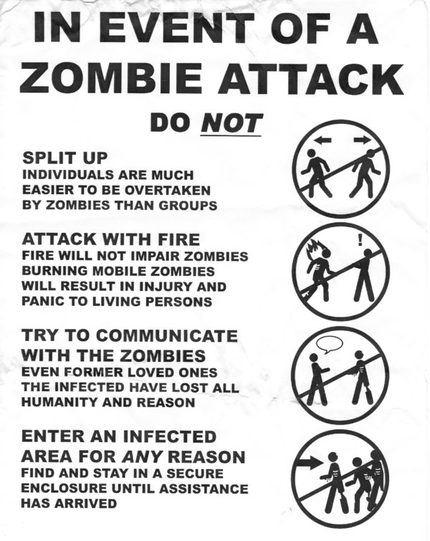 IN EVENT OF A
ZOMBIE ATTACK
DO NOT
SPLIT UP
INDIVIDUALS ARE MUCH
EASIER TO BE OVERTAKEN
BY ZOMBIES THAN GROUPS
!
ATTACK WITH FIRE
FIRE WILL NOT IMPAIR ZOMBIES
BURNING MOBILE ZOMBIES
WILL RESULT IN INJURY AND
PANIC TO LIVING PERSONS
TRY TO COMMUNICATE
WITH THE ZOMBIES
EVEN FORMER LOVED ONES
THE INFECTED HAVE LOST ALL
HUMANITY AND REASON
ENTER AN INFECTED
AREA FOR ANY REASON
FIND AND STAY IN A SECURE
ENCLOSURE UNTIL ASSISTANCE
HAS ARRIVED